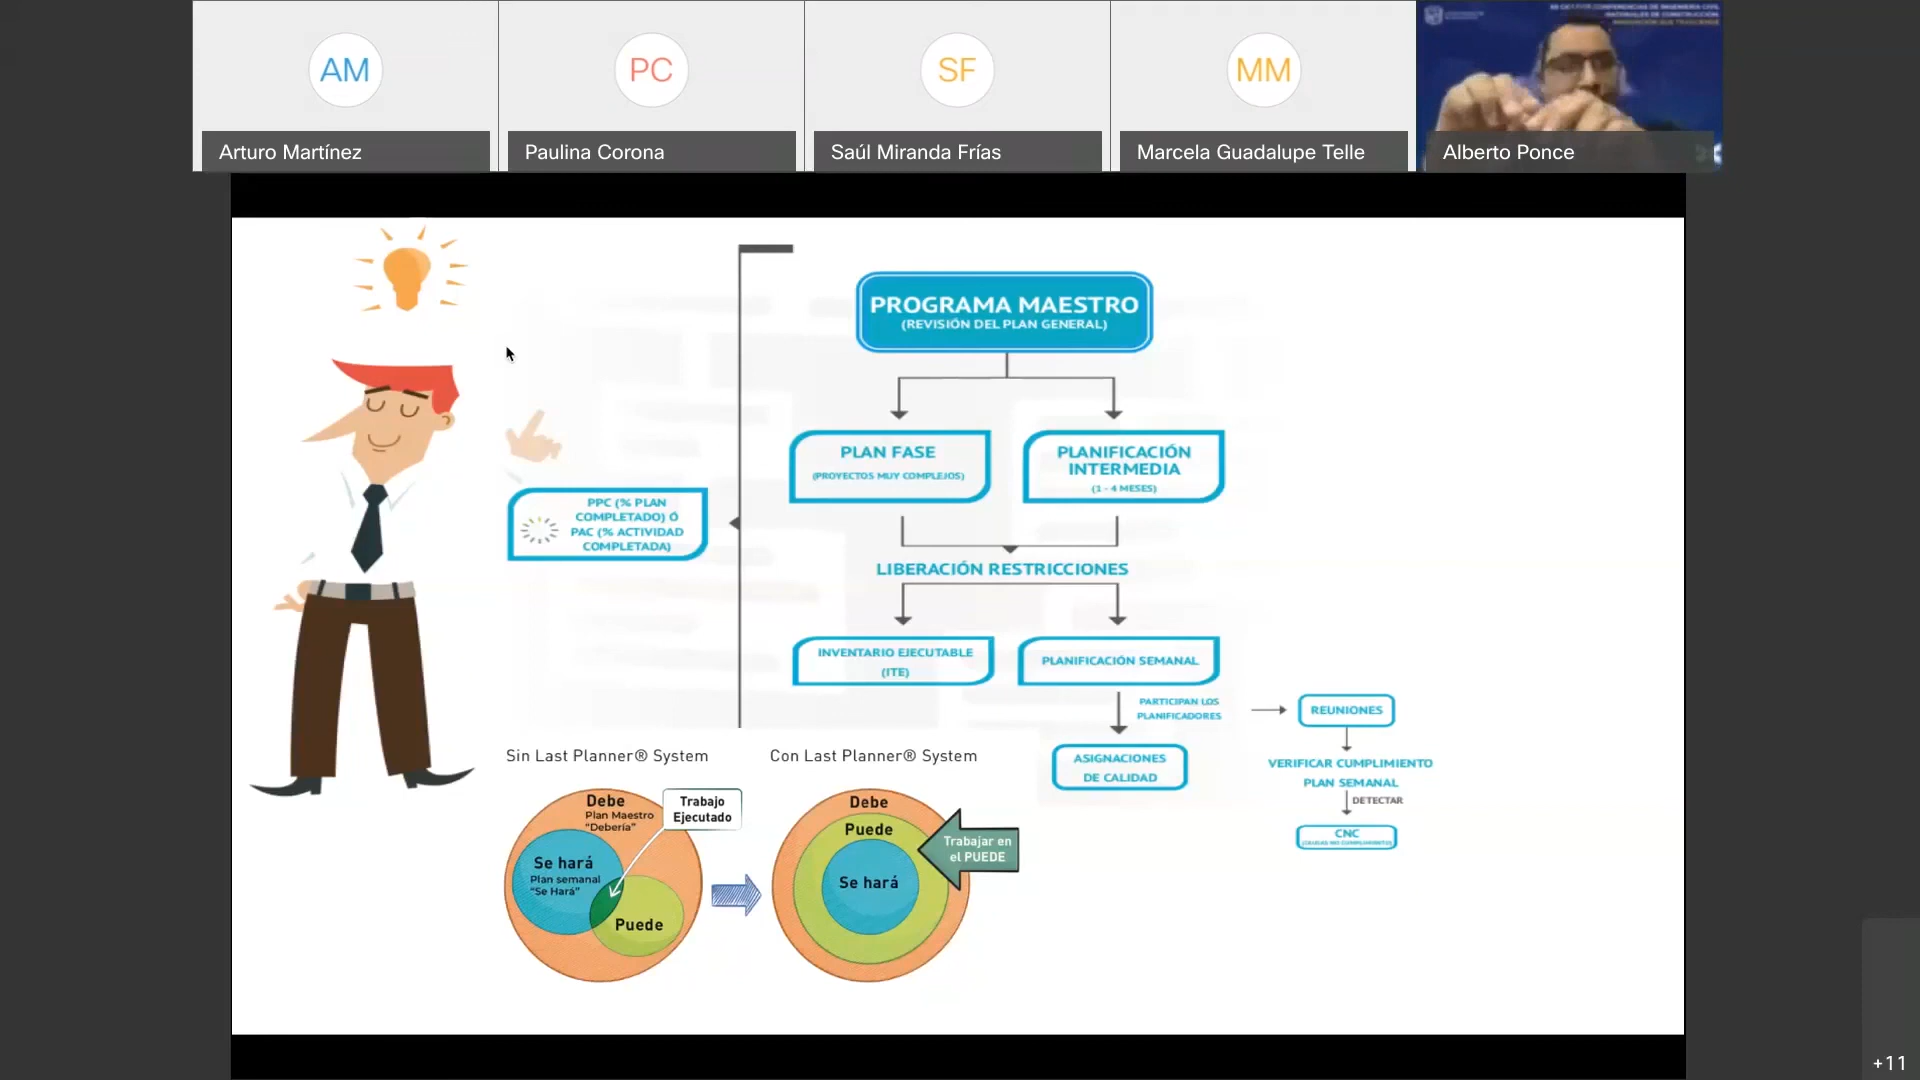 AM
PC
SF
MM
Arturo Martínez
Paulina Corona
Saúl Miranda Frías
Marcela Guadalupe Telle
Alberto Ponce
PROGRAMA MAESTRO
(REVISIÓN DEL PLAN GENERAL)
PLAN FASE
(PROYECTOS MUY COMPLEJOS)
PLANIFICACIÓN
INTERMEDIA
(1 - 4 MESES)
PPC (% PLAN
COMPLETADO) Ó
PAC (% ACTIVIDAD
COMPLETADA)
LIBERACIÓN RESTRICCIONES
INVENTARIO EJECUTABLE
(ITE)
PLANIFICACIÓN SEMANAL
PARTICIPAN LOS
PLANIFICADORES
REUNIONES
ASIGNACIONES
DE CALIDAD
VERIFICAR CUMPLIMIENTO
PLAN SEMANAL
DETECTAR
CNC
Sin Last Planner® System
Con Last Planner® System
Debe
Plan Maestro
"Debería"
Trabajo
Ejecutado
Se hará
Plan semanal
"Se Hará"
Puede
Debe
Puede
Se hará
Trabajar en
el PUEDE
+11